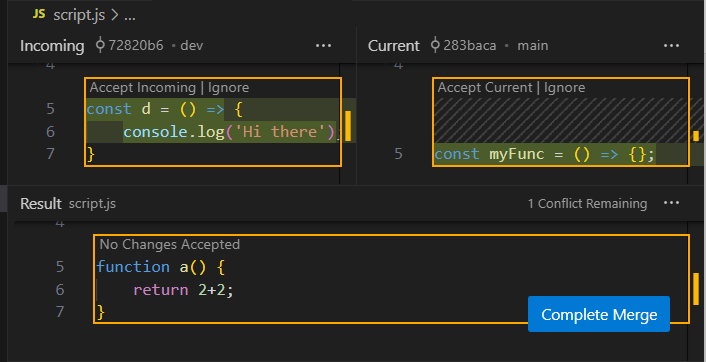 JS script.js > ...
Incoming 72820b6 • dev ...
4
Accept Incoming | Ignore
5 const d = () => {
6 console.log('Hi there')
7 }
Current 283baca • main ...
4
Accept Current | Ignore
5 const myFunc = () => {};
Result script.js 1 Conflict Remaining ...
4
No Changes Accepted
5 function a() {
6 return 2+2;
7 }
Complete Merge